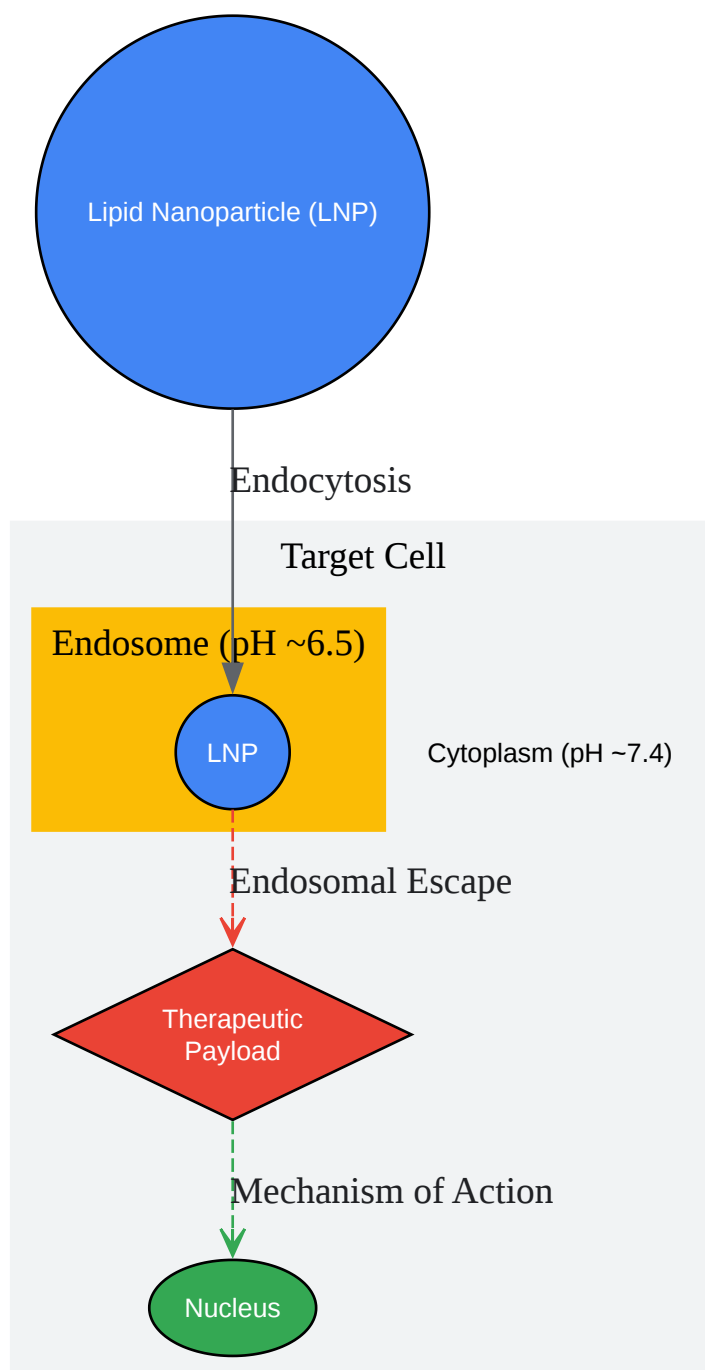 Lipid Nanoparticle (LNP)
Endocytosis
Target Cell
Endosome (pH ~6.5)
LNP
Cytoplasm (pH ~7.4)
Endosomal Escape
Therapeutic
Payload
Mechanism of Action
Nucleus